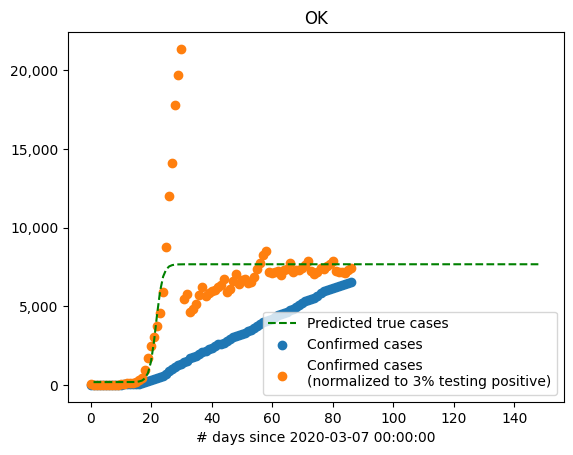 OK
20,000
15,000
10,000
5,000
0
Predicted true cases
Confirmed cases
Confirmed cases
(normalized to 3% testing positive)
0 20 40 60 80 100 120 140
# days since 2020-03-07 00:00:00